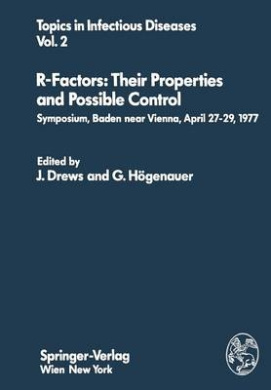 Topics in Infectious Diseases
Vol. 2
R-Factors: Their Properties
and Possible Control
Symposium, Baden near Vienna, April 27-29, 1977
Edited by
J. Drews and G. Högenauer
Springer-Verlag
Wien New York